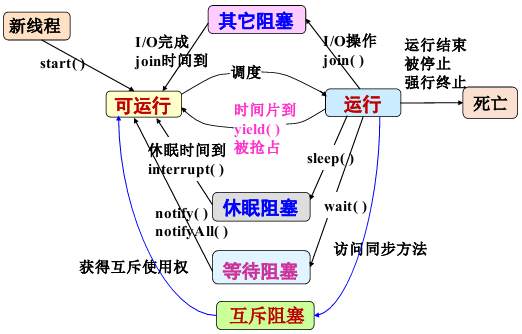 新线程
其它阻塞
I/O完成
join时间到
I/O操作
join( )
运行结束
被停止
强行终止
start( )
调度
可运行
运行
死亡
时间片到
yield( )
被抢占
休眠时间到
interrupt( )
sleep( )
休眠阻塞
notify( )
notifyAll( )
wait( )
访问同步方法
获得互斥使用权
等待阻塞
互斥阻塞